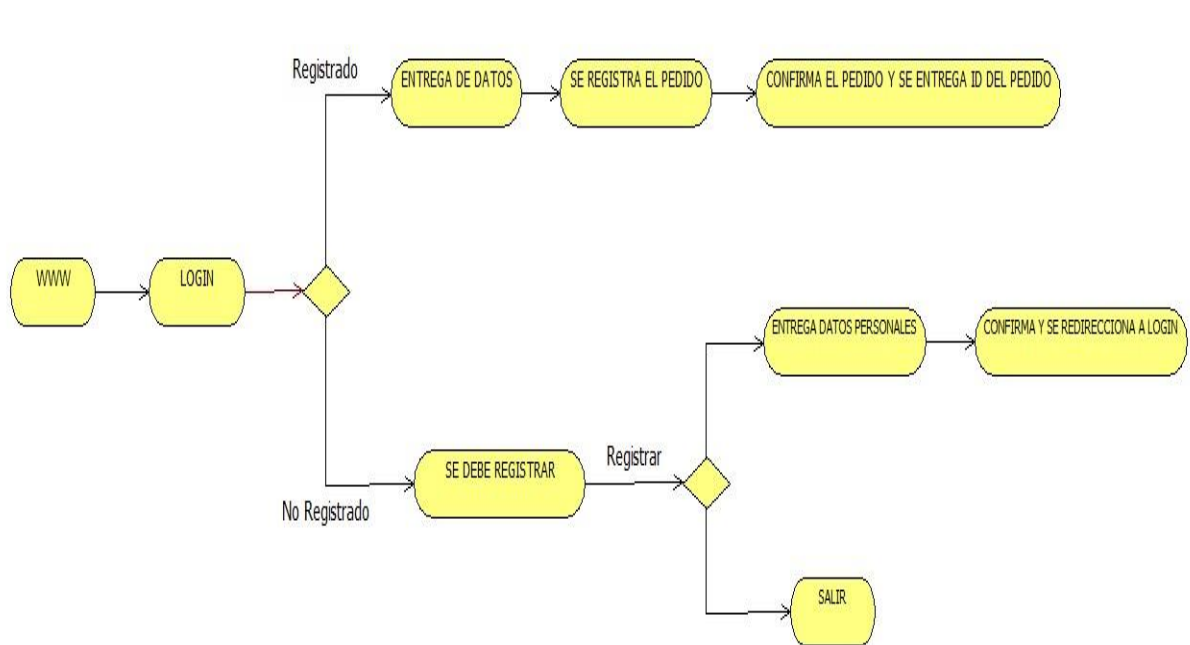 Registrado
ENTREGA DE DATOS
SE REGISTRA EL PEDIDO
CONFIRMA EL PEDIDO Y SE ENTREGA ID DEL PEDIDO
WWW
LOGIN
ENTREGA DATOS PERSONALES
CONFIRMA Y SE REDIRECCIONA A LOGIN
No Registrado
SE DEBE REGISTRAR
Registrar
SALIR